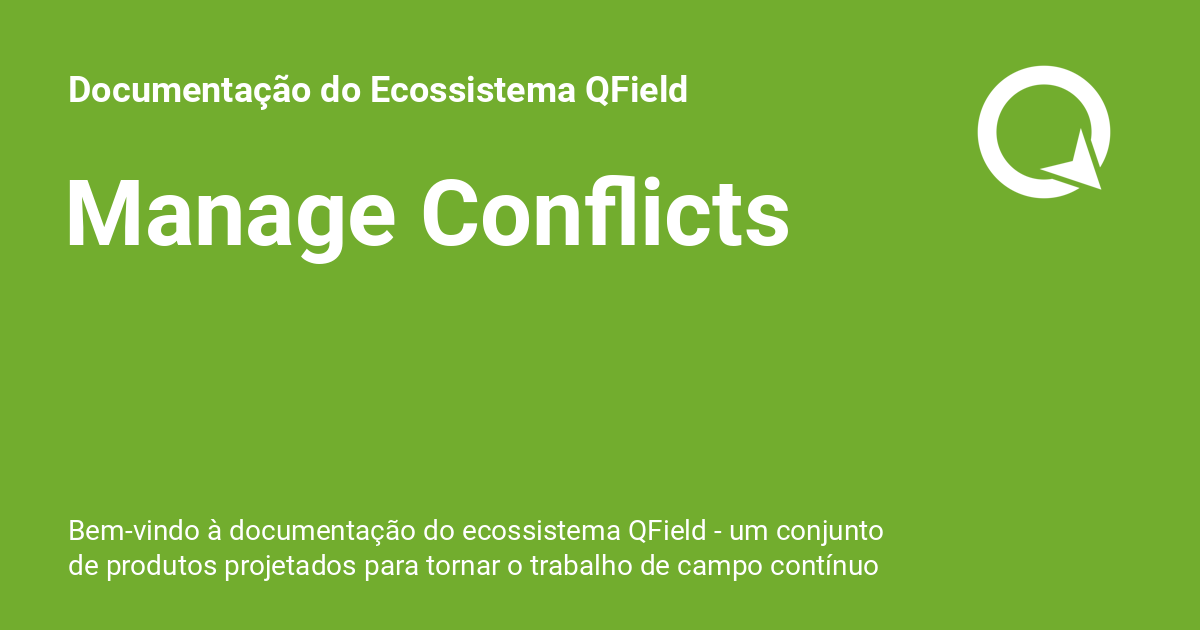 Documentação do Ecossistema QField
Manage Conflicts
Bem-vindo à documentação do ecossistema QField - um conjunto
de produtos projetados para tornar o trabalho de campo contínuo